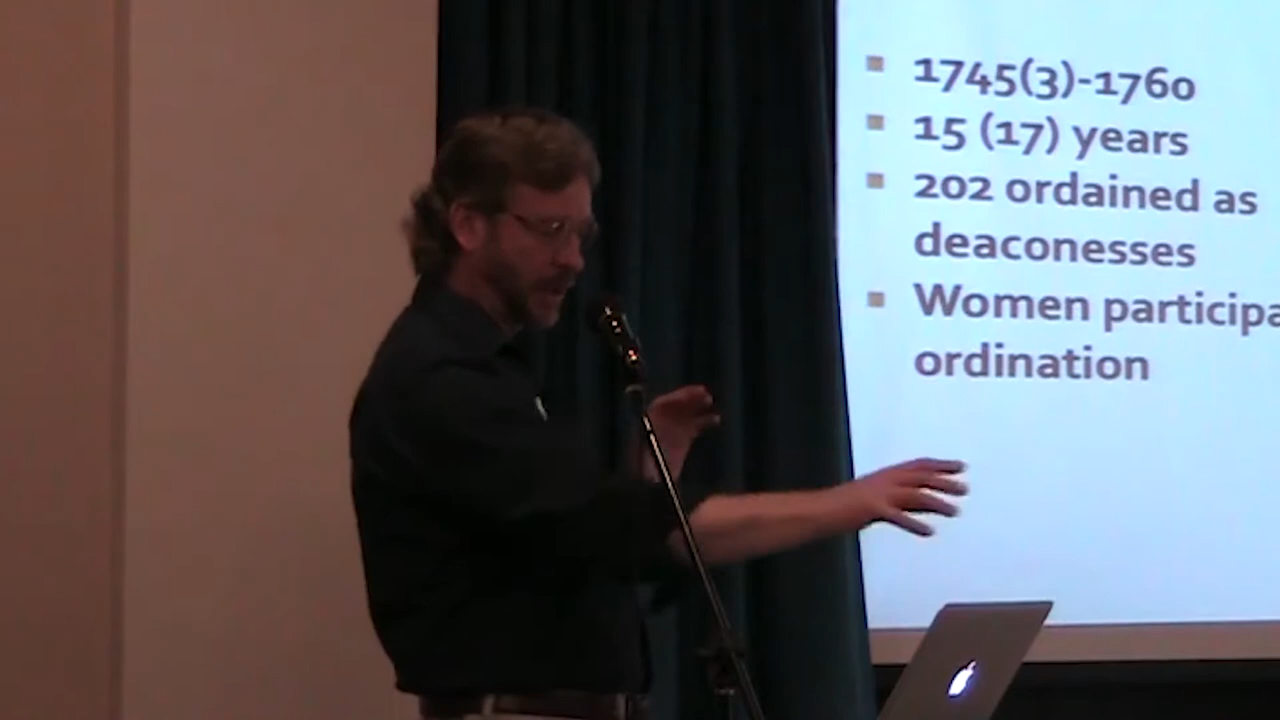 1745(3)-1760
15 (17) years
202 ordained as
deaconesses
Women participa
ordination